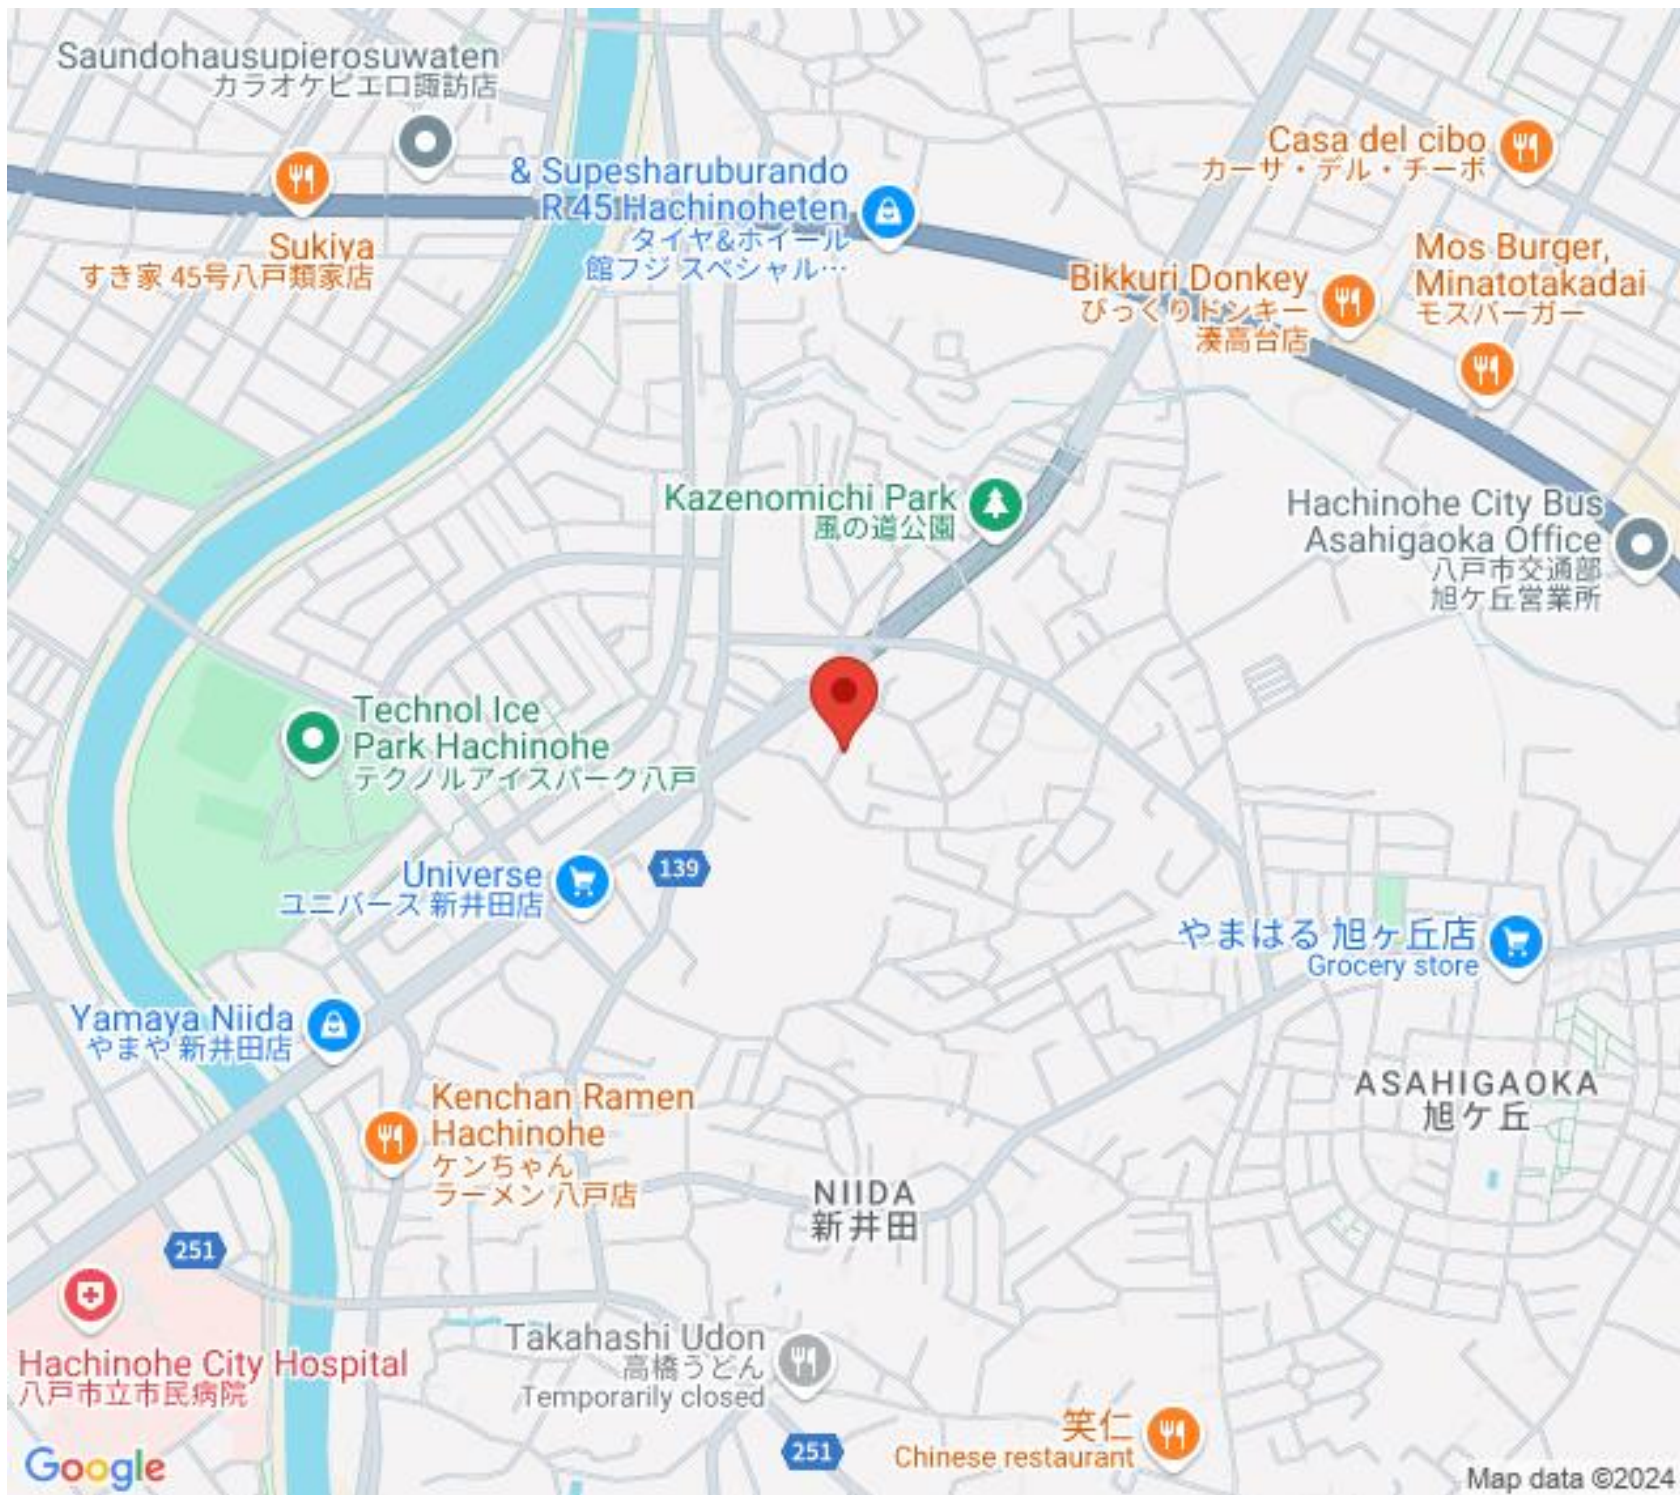 Saundohausupierosuwaten
カラオケピエロ諏訪店
& Supesharuburando
R 45 Hachinoheten
タイヤ&ホイール
館フジ スペシャル…
Casa del cibo
カーサ・デル・チーボ
Sukiya
すき家 45号八戸類家店
Bikkuri Donkey
びっくりドンキー
湊高台店
Mos Burger,
Minatotakadai
モスバーガー
Kazenomichi Park
風の道公園
Hachinohe City Bus
Asahigaoka Office
八戸市交通部
旭ケ丘営業所
Technol Ice
Park Hachinohe
テクノルアイスパーク八戸
Universe
ユニバース 新井田店
139
やまはる 旭ヶ丘店
Grocery store
Yamaya Niida
やまや 新井田店
ASAHIGAOKA
旭ケ丘
Kenchan Ramen
Hachinohe
ケンちゃん
ラーメン 八戸店
NIIDA
新井田
251
Hachinohe City Hospital
八戸市立市民病院
Takahashi Udon
高橋うどん
Temporarily closed
笑仁
Chinese restaurant
251
Google
Map data ©2024